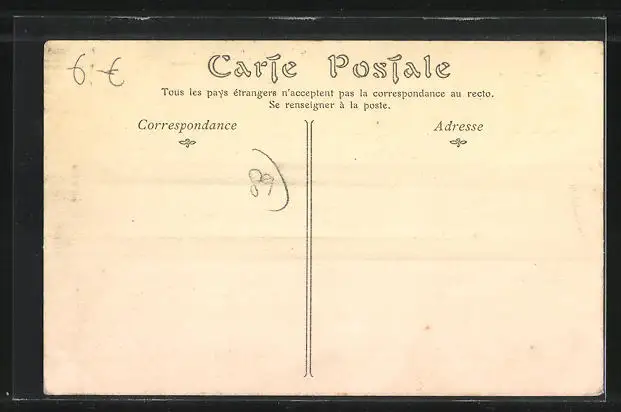 6.-€
Carte Postale
Tous les pays étrangers n'acceptent pas la correspondance au recto.
Se renseigner à la poste.
Correspondance
Adresse
89)